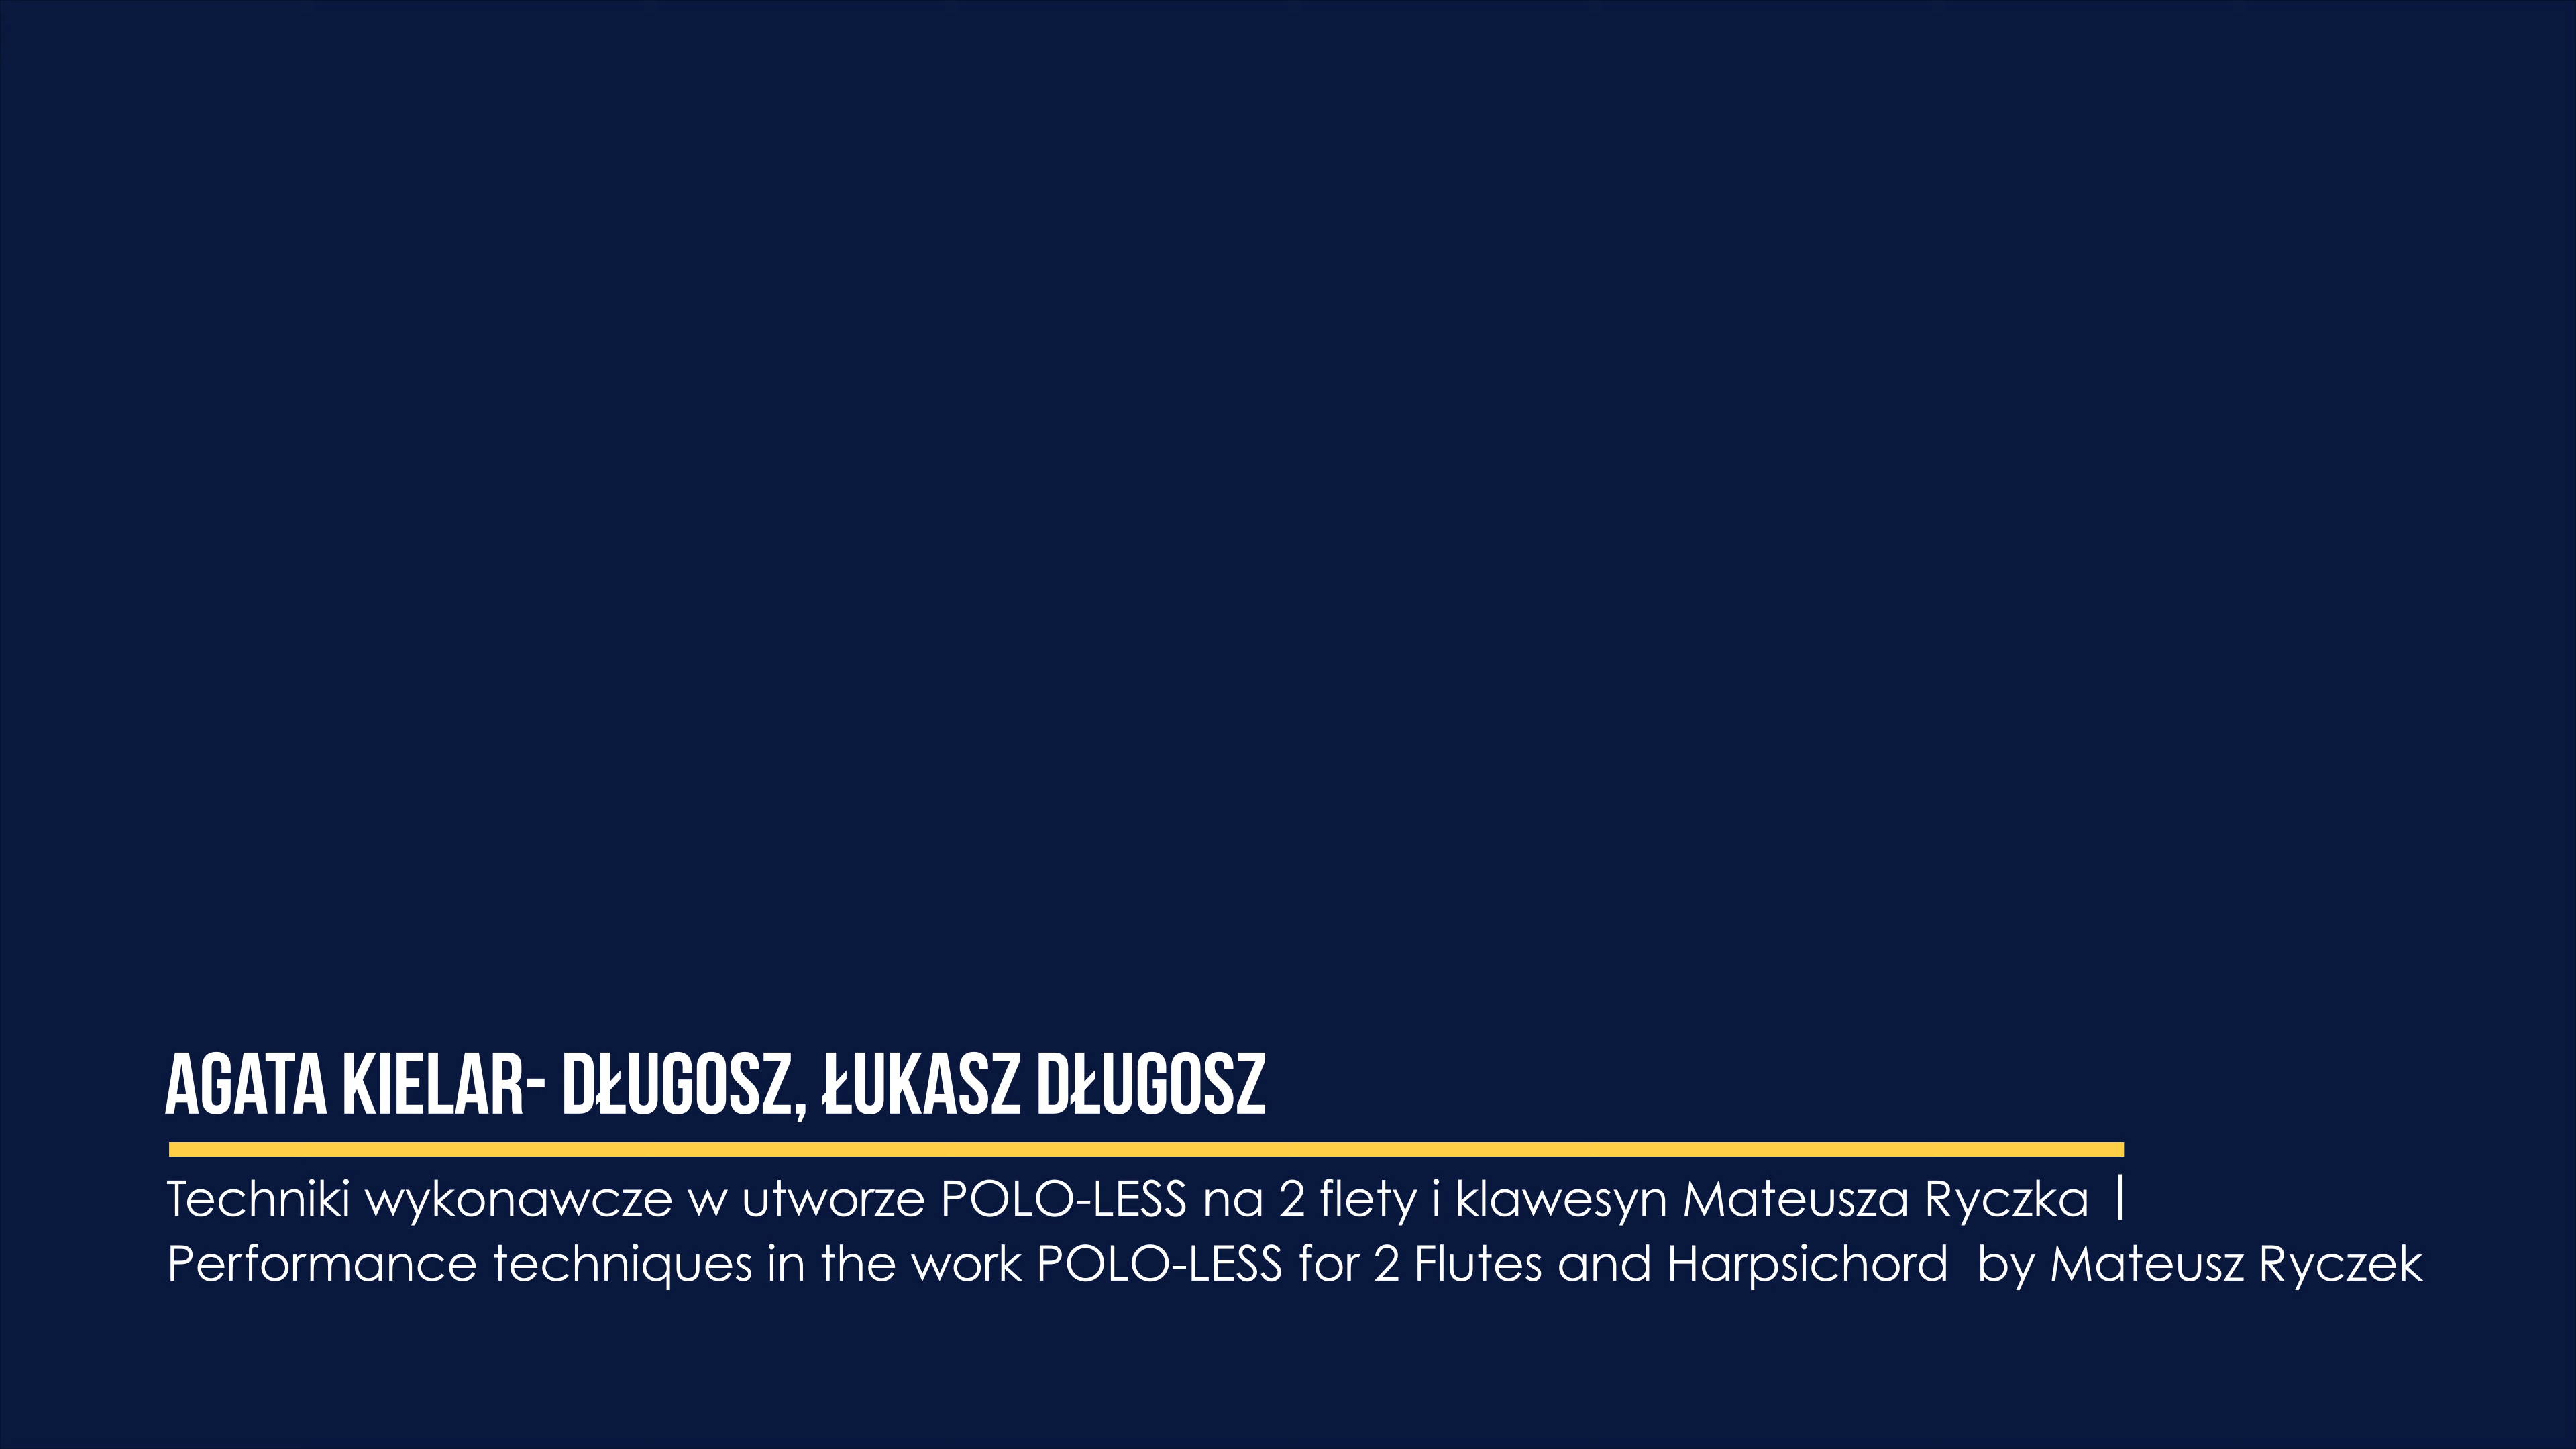 AGATA KIELAR- DŁUGOSZ, ŁUKASZ DŁUGOSZ
Techniki wykonawcze w utworze POLO-LESS na 2 flety i klawesyn Mateusza Ryczka |
Performance techniques in the work POLO-LESS for 2 Flutes and Harpsichord  by Mateusz Ryczek